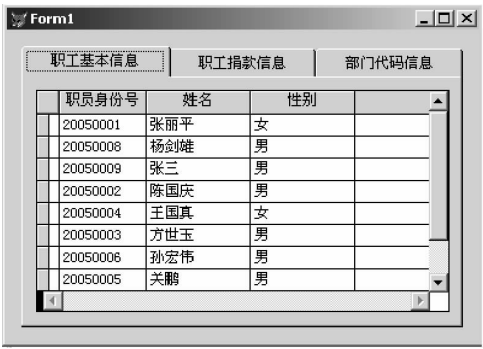 Form1
职工基本信息 职工捐款信息 部门代码信息
职员身份号 姓名 性别
20050001 张丽平 女
20050008 杨剑雄 男
20050009 张三 男
20050002 陈国庆 男
20050004 王国真 女
20050003 方世玉 男
20050006 孙宏伟 男
20050005 关鹏 男